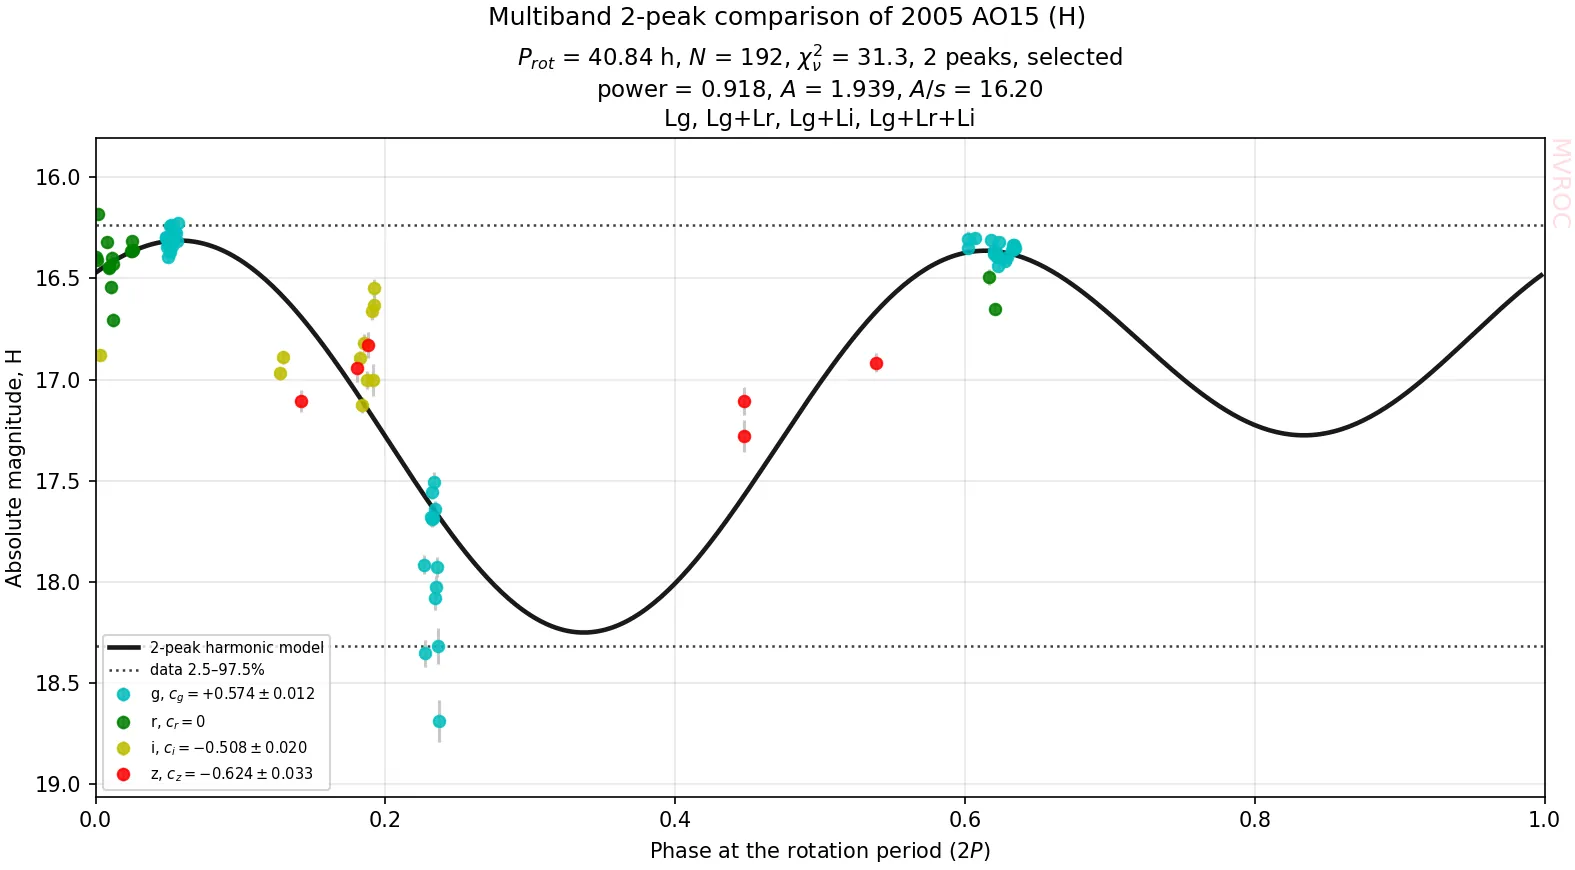 Multiband 2-peak comparison of 2005 AO15 (H)
P_rot = 40.84 h, N = 192, χ²_ν = 31.3, 2 peaks, selected
power = 0.918, A = 1.939, A/s = 16.20
Lg, Lg+Lr, Lg+Li, Lg+Lr+Li
MVROC
Absolute magnitude, H
16.0
16.5
17.0
17.5
18.0
18.5
19.0
2-peak harmonic model
data 2.5–97.5%
g, c_g = +0.574 ± 0.012
r, c_r = 0
i, c_i = −0.508 ± 0.020
z, c_z = −0.624 ± 0.033
0.0 0.2 0.4 0.6 0.8 1.0
Phase at the rotation period (2P)